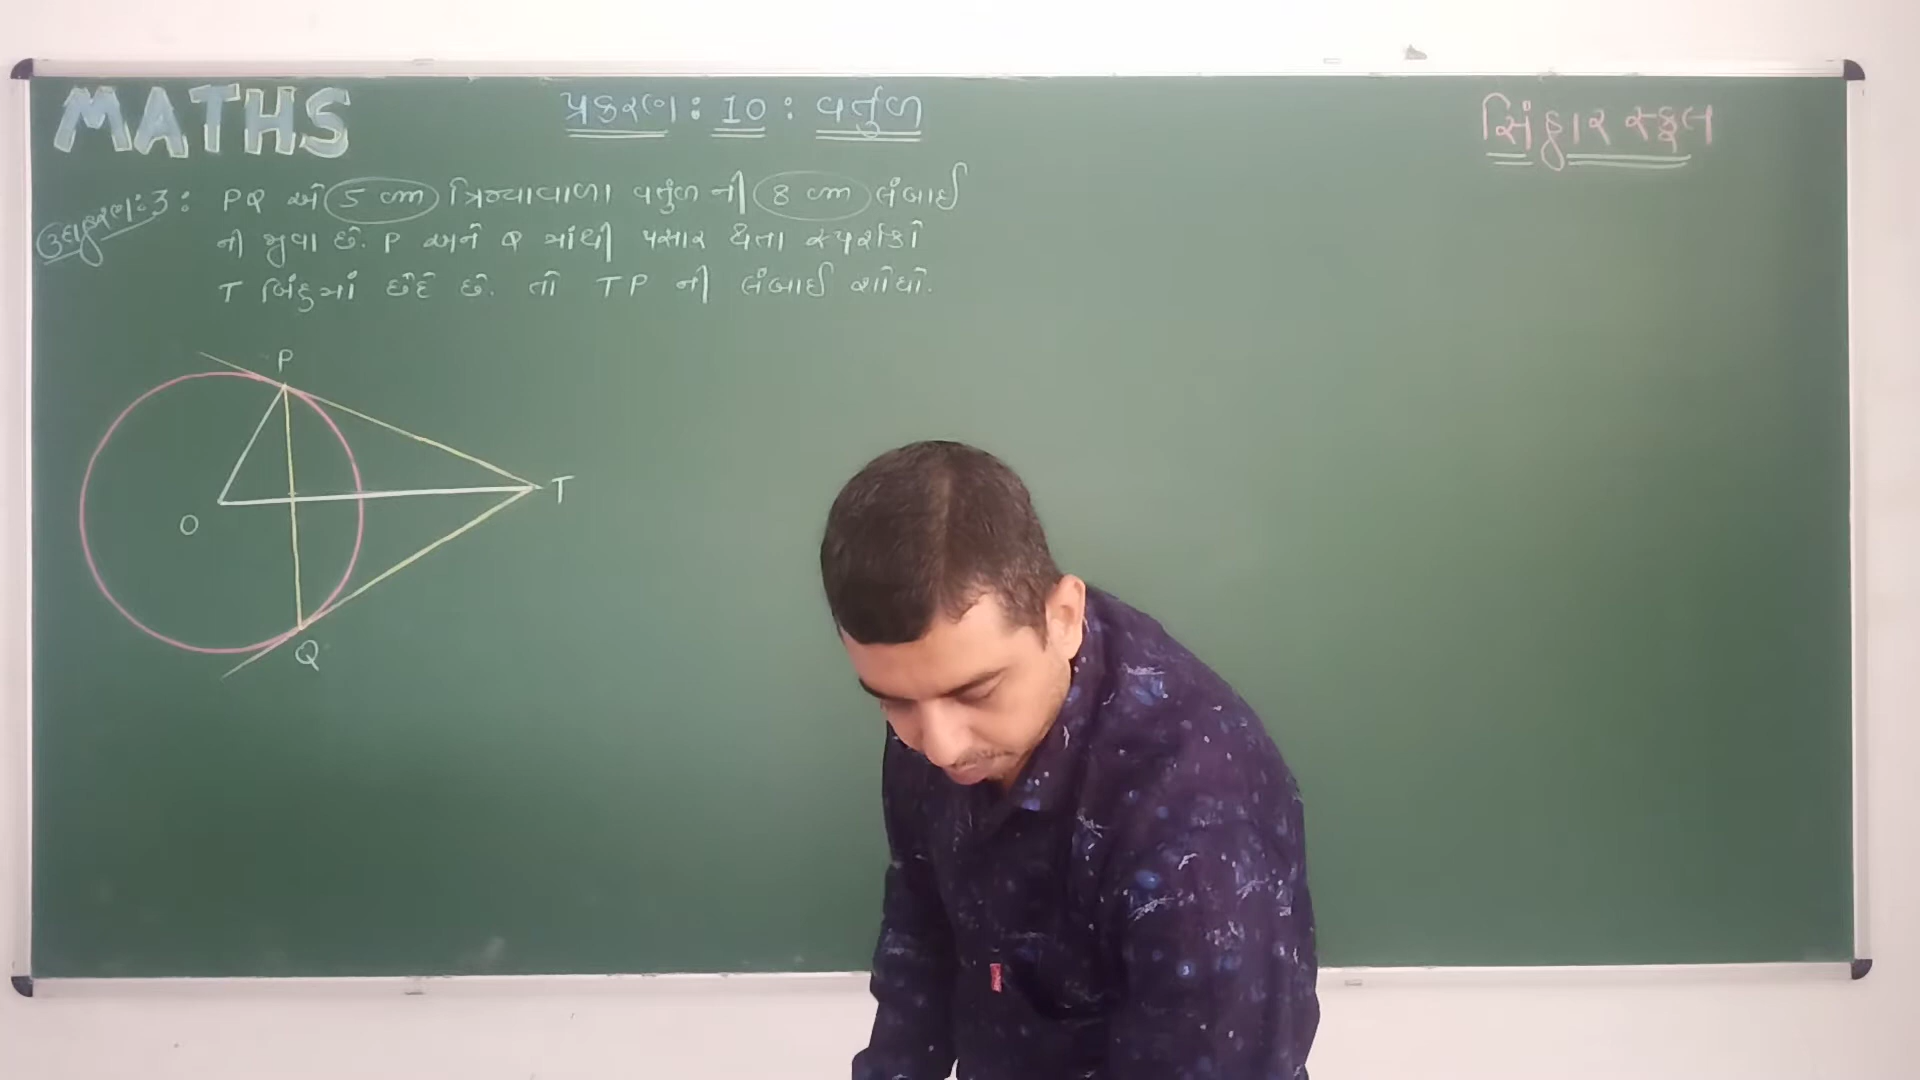 MATHS
પ્રકરણ : 10 : વર્તુળ
સિંહાર સ્કૂલ
ઉદાહરણ:3: PQ એ 5 cm ત્રિજ્યાવાળા વર્તુળ ની 8 cm લંબાઈ
ની જીવા છે. P અને Q માંથી પસાર થતા સ્પર્શકો
T બિંદુમાં છેદે છે. તો TP ની લંબાઈ શોધો.
P
T
O
Q